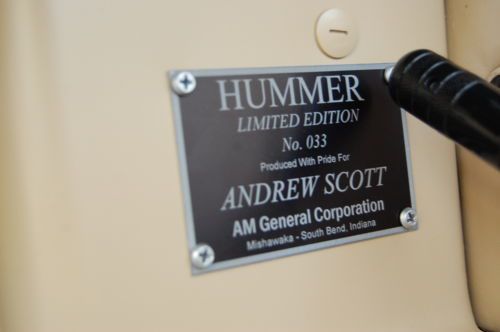 HUMMER
LIMITED EDITION
No. 033
Produced With Pride For
ANDREW SCOTT
AM General Corporation
Mishawaka - South Bend, Indiana